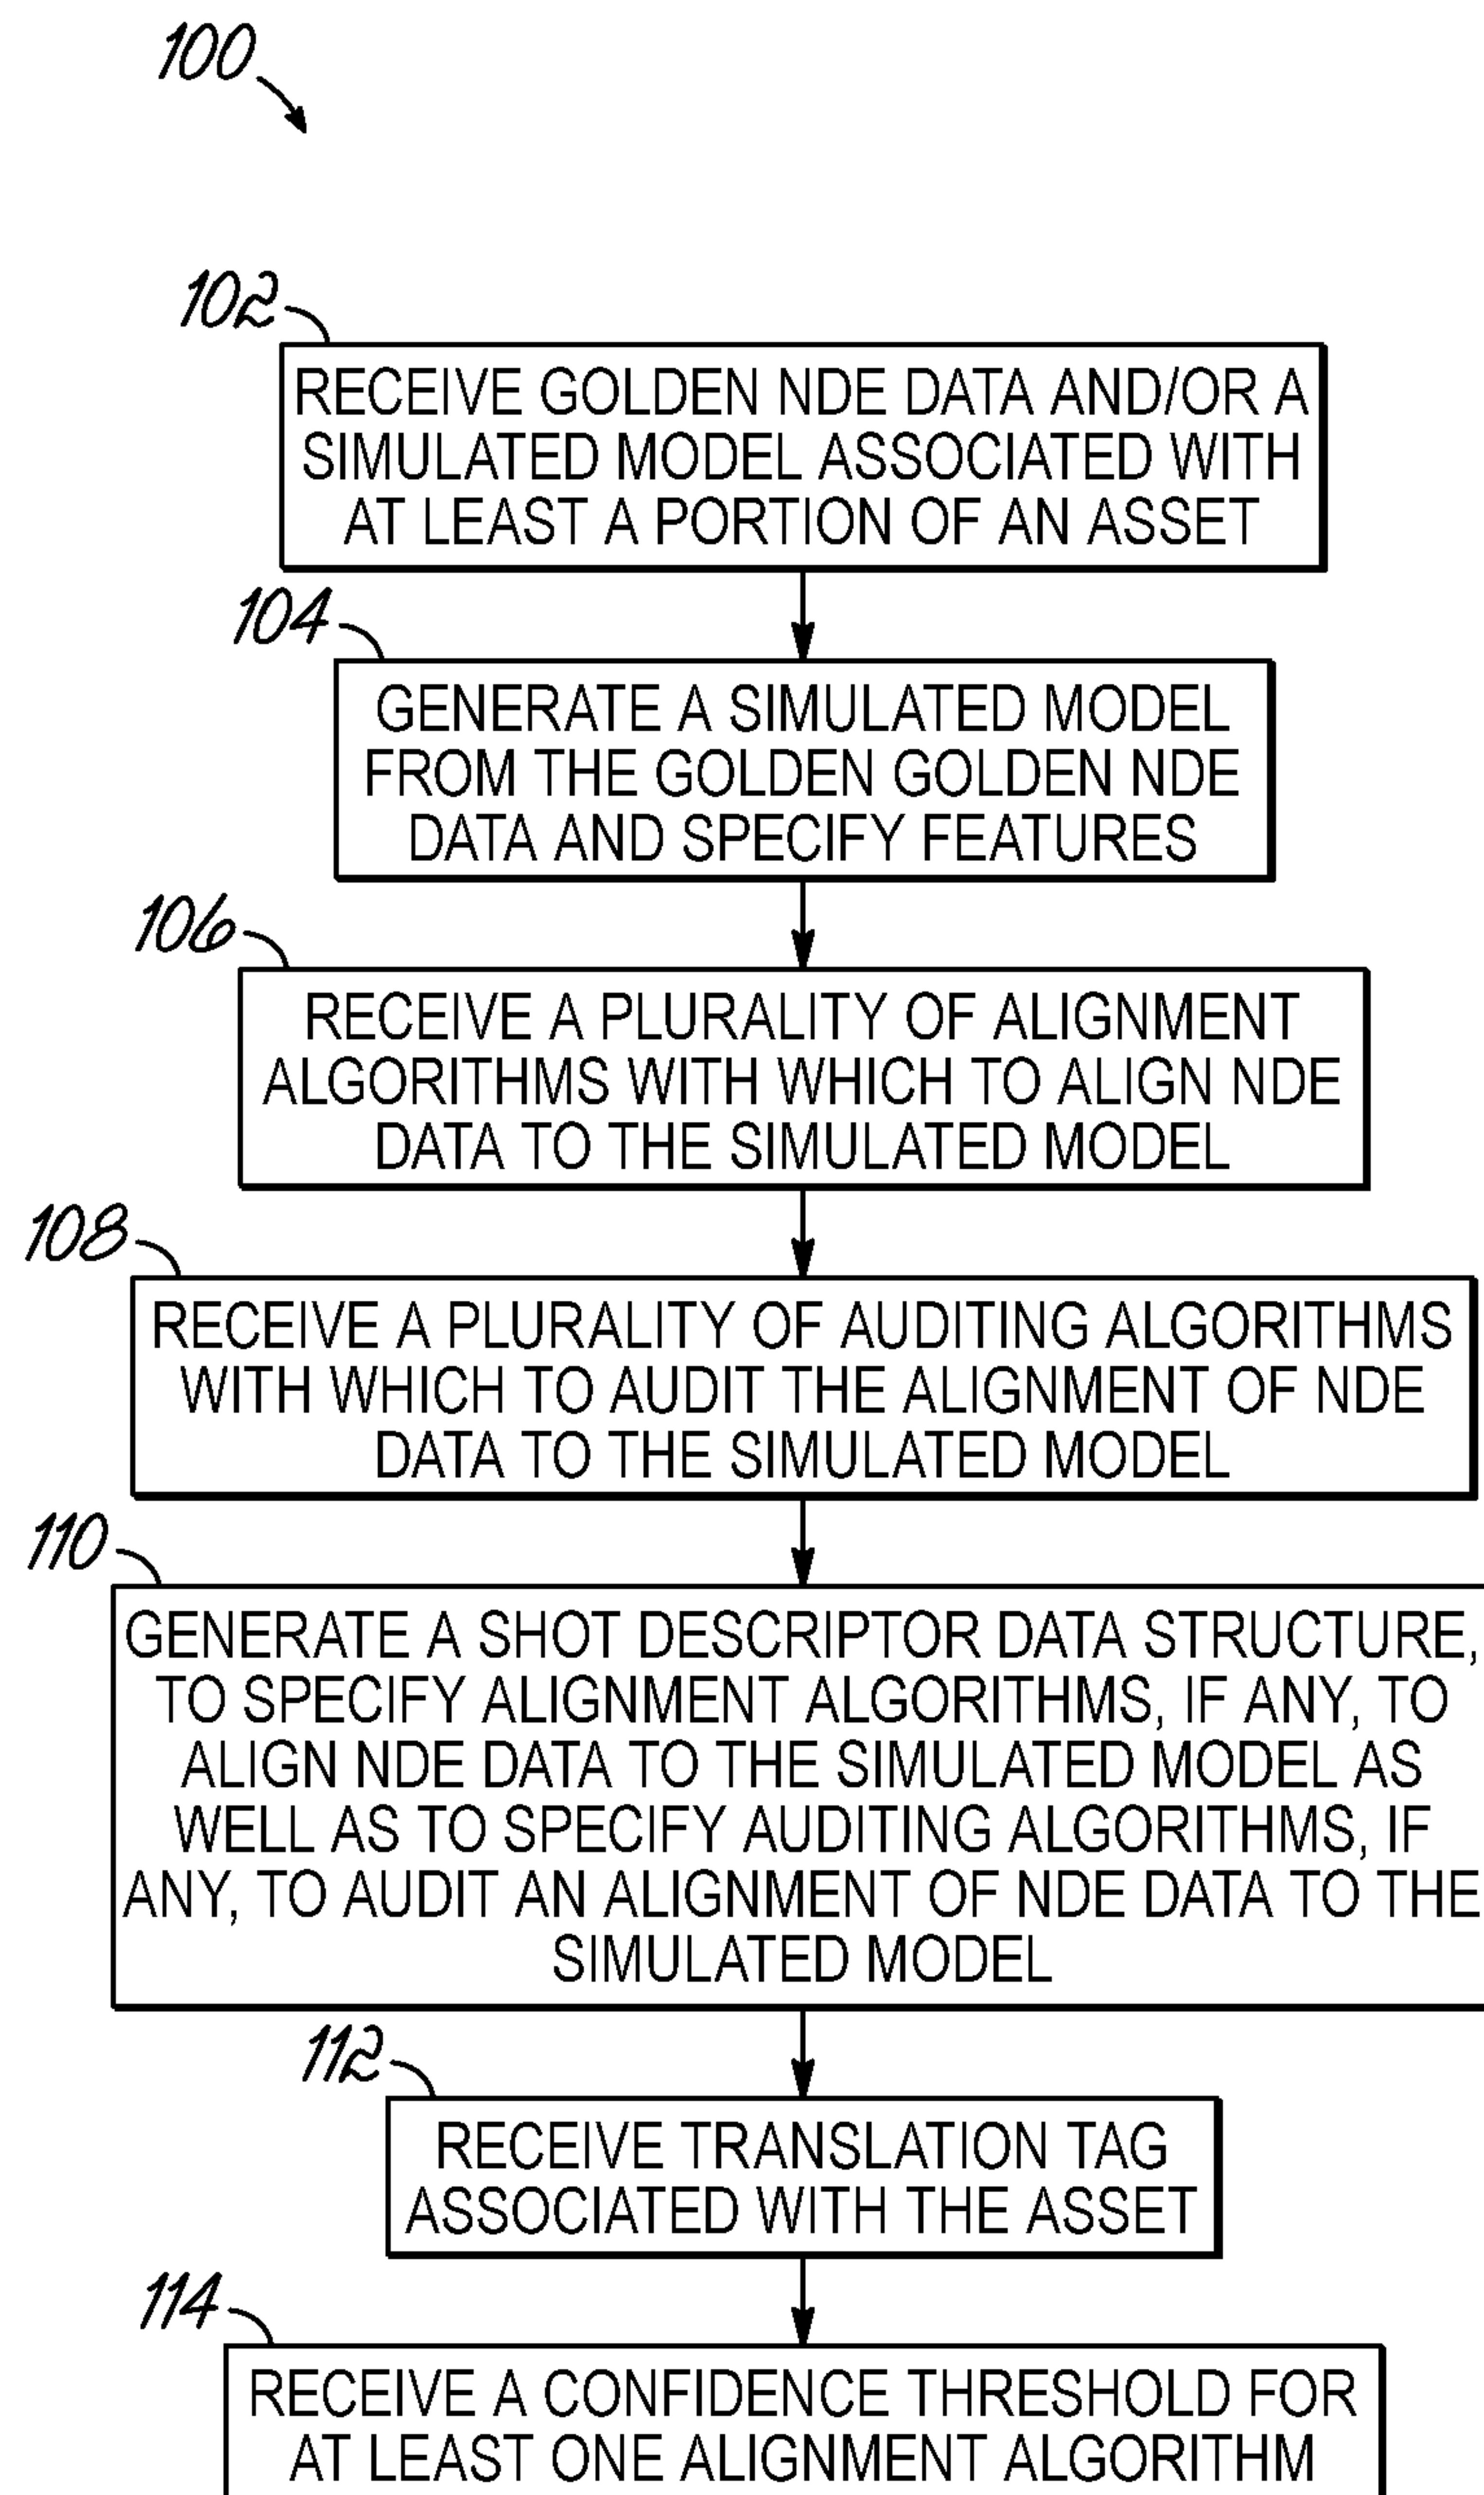 100
102
RECEIVE GOLDEN NDE DATA AND/OR A
SIMULATED MODEL ASSOCIATED WITH
AT LEAST A PORTION OF AN ASSET
104
GENERATE A SIMULATED MODEL
FROM THE GOLDEN GOLDEN NDE
DATA AND SPECIFY FEATURES
106
RECEIVE A PLURALITY OF ALIGNMENT
ALGORITHMS WITH WHICH TO ALIGN NDE
DATA TO THE SIMULATED MODEL
108
RECEIVE A PLURALITY OF AUDITING ALGORITHMS
WITH WHICH TO AUDIT THE ALIGNMENT OF NDE
DATA TO THE SIMULATED MODEL
110
GENERATE A SHOT DESCRIPTOR DATA STRUCTURE,
TO SPECIFY ALIGNMENT ALGORITHMS, IF ANY, TO
ALIGN NDE DATA TO THE SIMULATED MODEL AS
WELL AS TO SPECIFY AUDITING ALGORITHMS, IF
ANY, TO AUDIT AN ALIGNMENT OF NDE DATA TO THE
SIMULATED MODEL
112
RECEIVE TRANSLATION TAG
ASSOCIATED WITH THE ASSET
114
RECEIVE A CONFIDENCE THRESHOLD FOR
AT LEAST ONE ALIGNMENT ALGORITHM